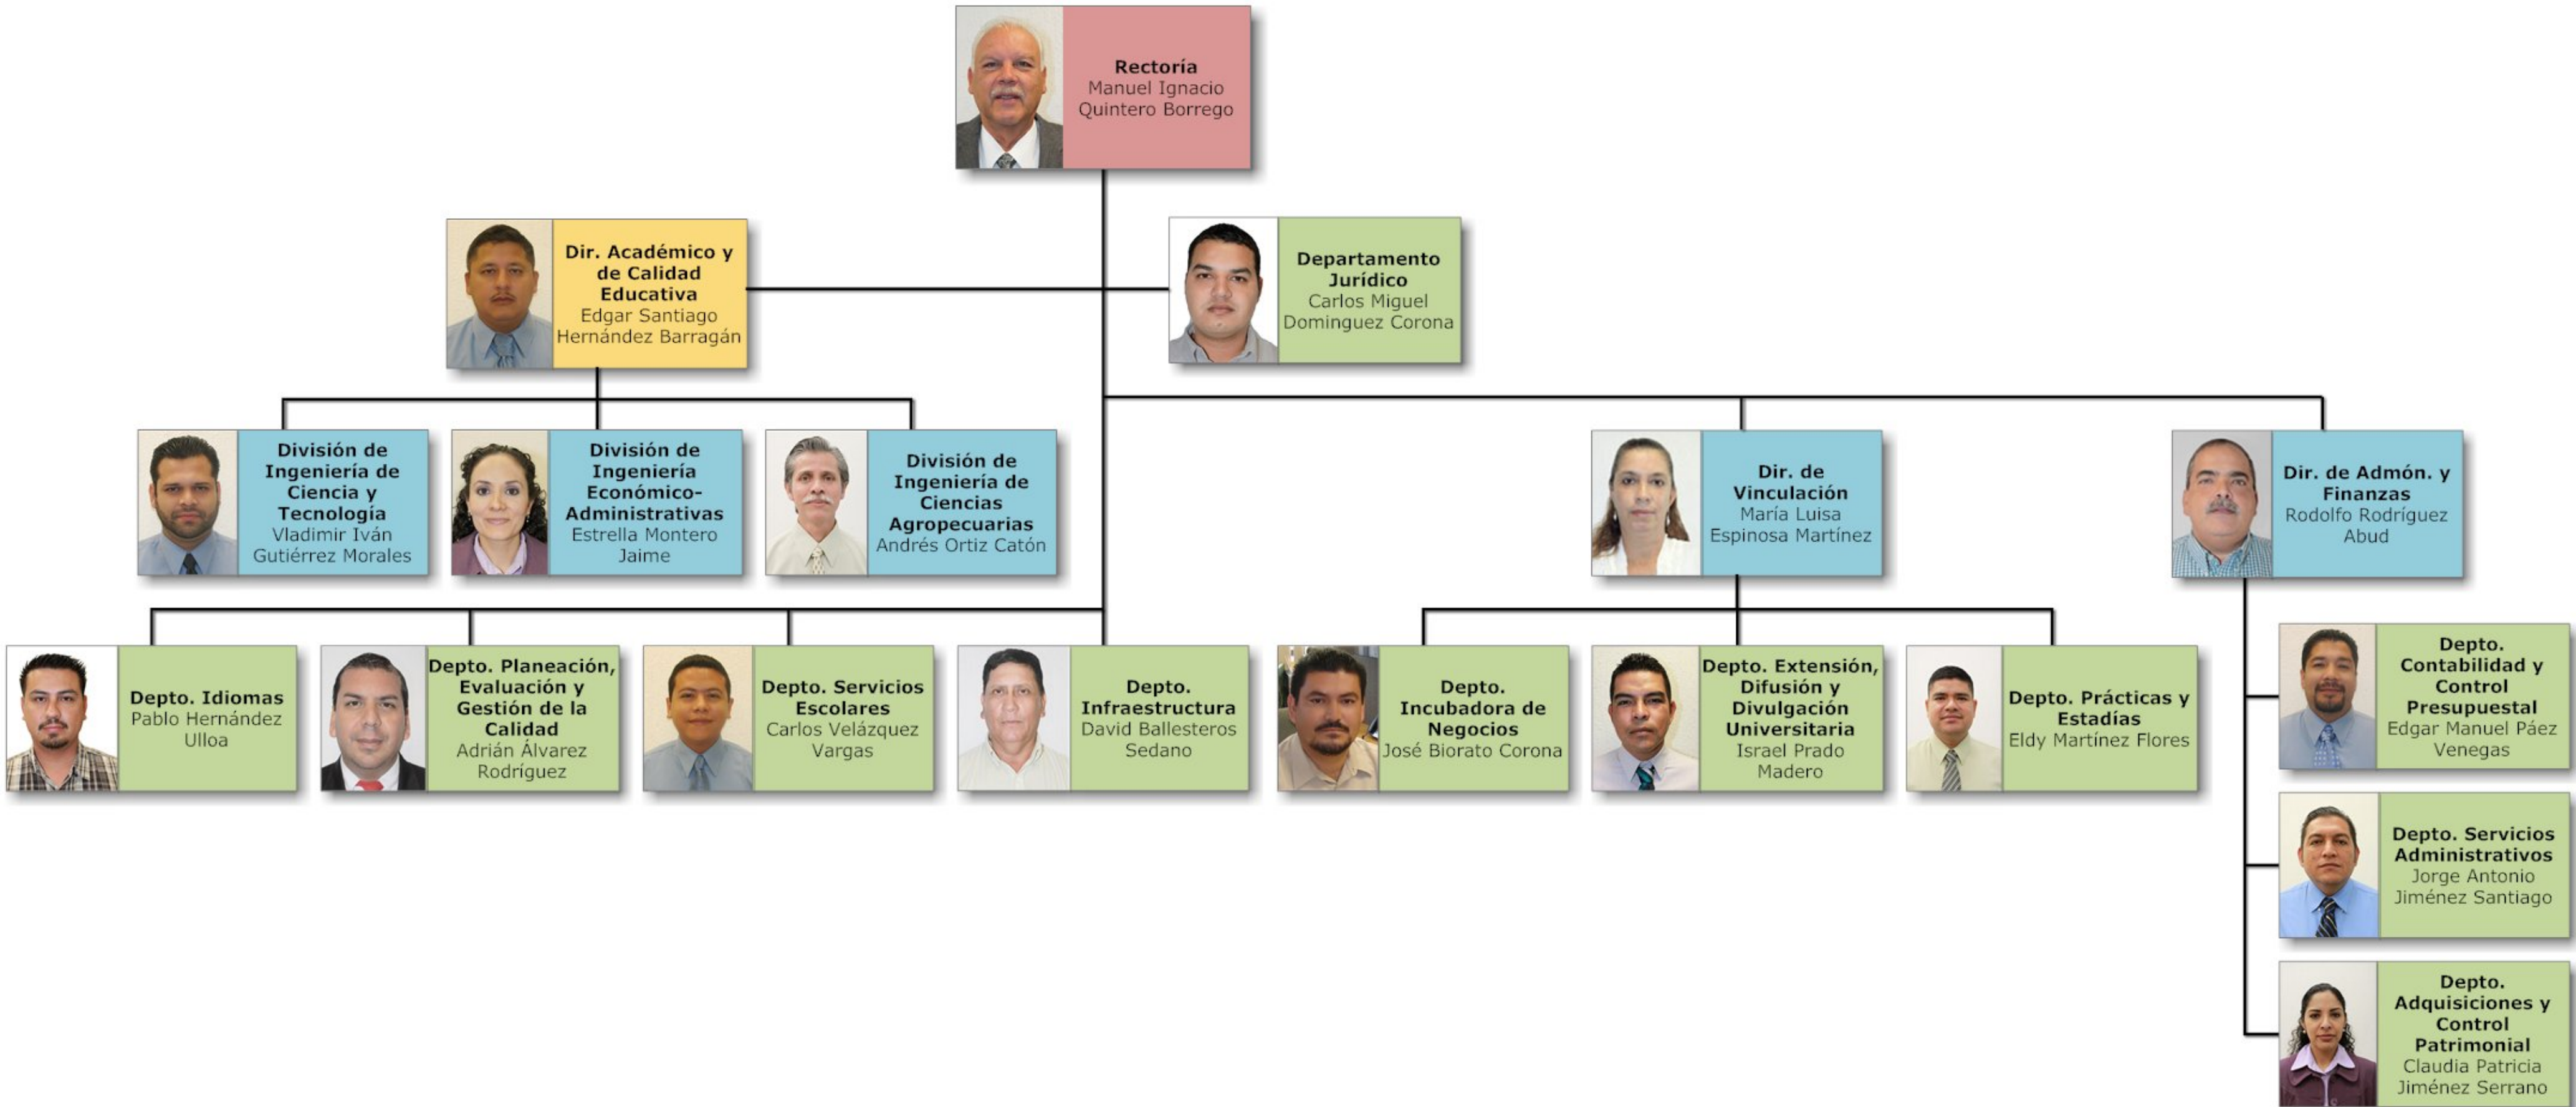 Rectoría
Manuel Ignacio
Quintero Borrego
Dir. Académico y
de Calidad
Educativa
Edgar Santiago
Hernández Barragán
Departamento
Jurídico
Carlos Miguel
Dominguez Corona
División de
Ingeniería de
Ciencia y
Tecnología
Vladimir Iván
Gutiérrez Morales
División de
Ingeniería
Económico-
Administrativas
Estrella Montero
Jaime
División de
Ingeniería de
Ciencias
Agropecuarias
Andrés Ortiz Catón
Dir. de
Vinculación
María Luisa
Espinosa Martínez
Dir. de Admón. y
Finanzas
Rodolfo Rodríguez
Abud
Depto. Idiomas
Pablo Hernández
Ulloa
Depto. Planeación,
Evaluación y
Gestión de la
Calidad
Adrián Álvarez
Rodríguez
Depto. Servicios
Escolares
Carlos Velázquez
Vargas
Depto.
Infraestructura
David Ballesteros
Sedano
Depto.
Incubadora de
Negocios
José Biorato Corona
Depto. Extensión,
Difusión y
Divulgación
Universitaria
Israel Prado
Madero
Depto. Prácticas y
Estadías
Eldy Martínez Flores
Depto.
Contabilidad y
Control
Presupuestal
Edgar Manuel Páez
Venegas
Depto. Servicios
Administrativos
Jorge Antonio
Jiménez Santiago
Depto.
Adquisiciones y
Control
Patrimonial
Claudia Patricia
Jiménez Serrano